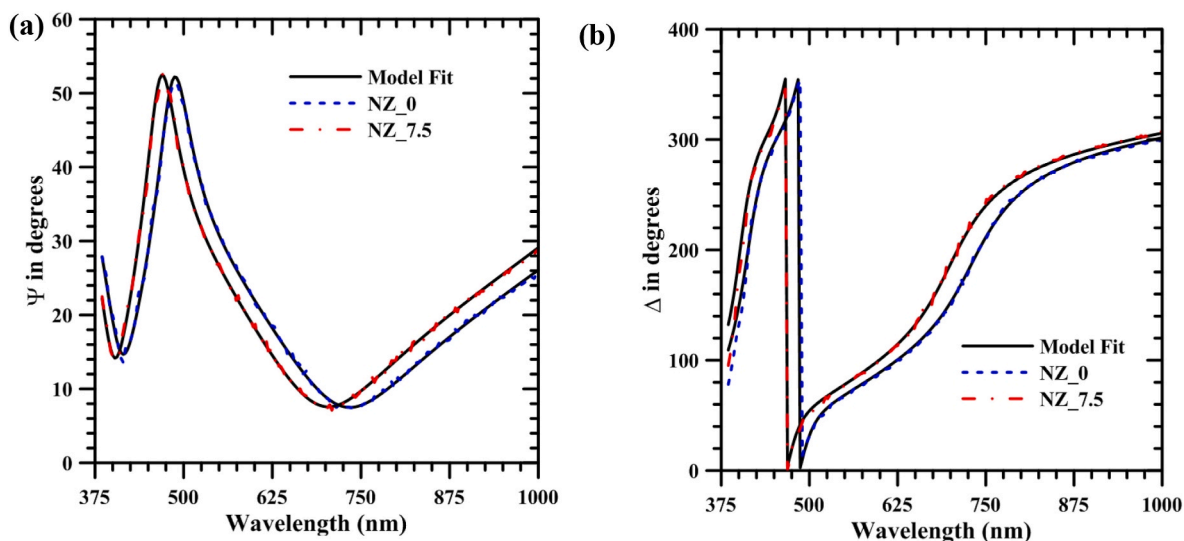 (a)
60
50
40
30
20
10
0
Ψ in degrees
Model Fit
NZ_0
NZ_7.5
375 500 625 750 875 1000
Wavelength (nm)
(b)
400
300
200
100
0
Δ in degrees
Model Fit
NZ_0
NZ_7.5
375 500 625 750 875 1000
Wavelength (nm)